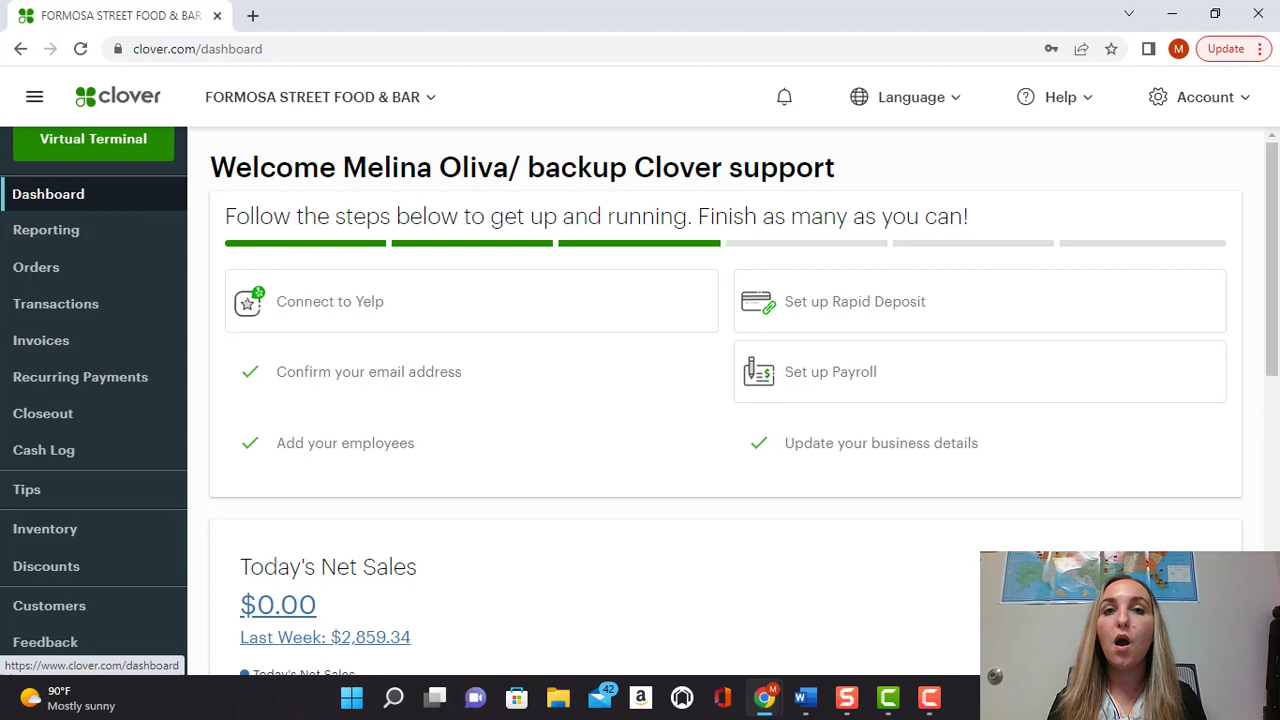 FORMOSA STREET FOOD & BAR
clover.com/dashboard
M
Update
clover
FORMOSA STREET FOOD & BAR
Language
Help
Account
Virtual Terminal
Dashboard
Reporting
Orders
Transactions
Invoices
Recurring Payments
Closeout
Cash Log
Tips
Inventory
Discounts
Customers
Feedback
https://www.clover.com/dashboard
Welcome Melina Oliva/ backup Clover support
Follow the steps below to get up and running. Finish as many as you can!
Connect to Yelp
Set up Rapid Deposit
Confirm your email address
Set up Payroll
Add your employees
Update your business details
Today's Net Sales
$0.00
Last Week: $2,859.34
Today's Net Sales
90°F
Mostly sunny
42
M